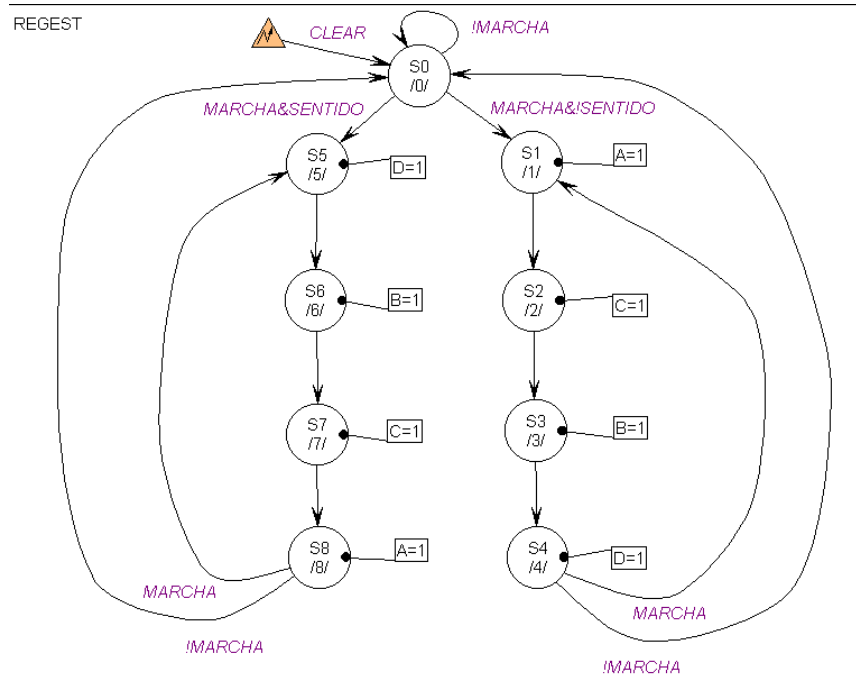 REGEST
CLEAR
!MARCHA
S0
/0/
MARCHA&SENTIDO
MARCHA&!SENTIDO
S5
/5/
D=1
S1
/1/
A=1
S6
/6/
B=1
S2
/2/
C=1
S7
/7/
C=1
S3
/3/
B=1
S8
/8/
A=1
S4
/4/
D=1
MARCHA
MARCHA
!MARCHA
!MARCHA